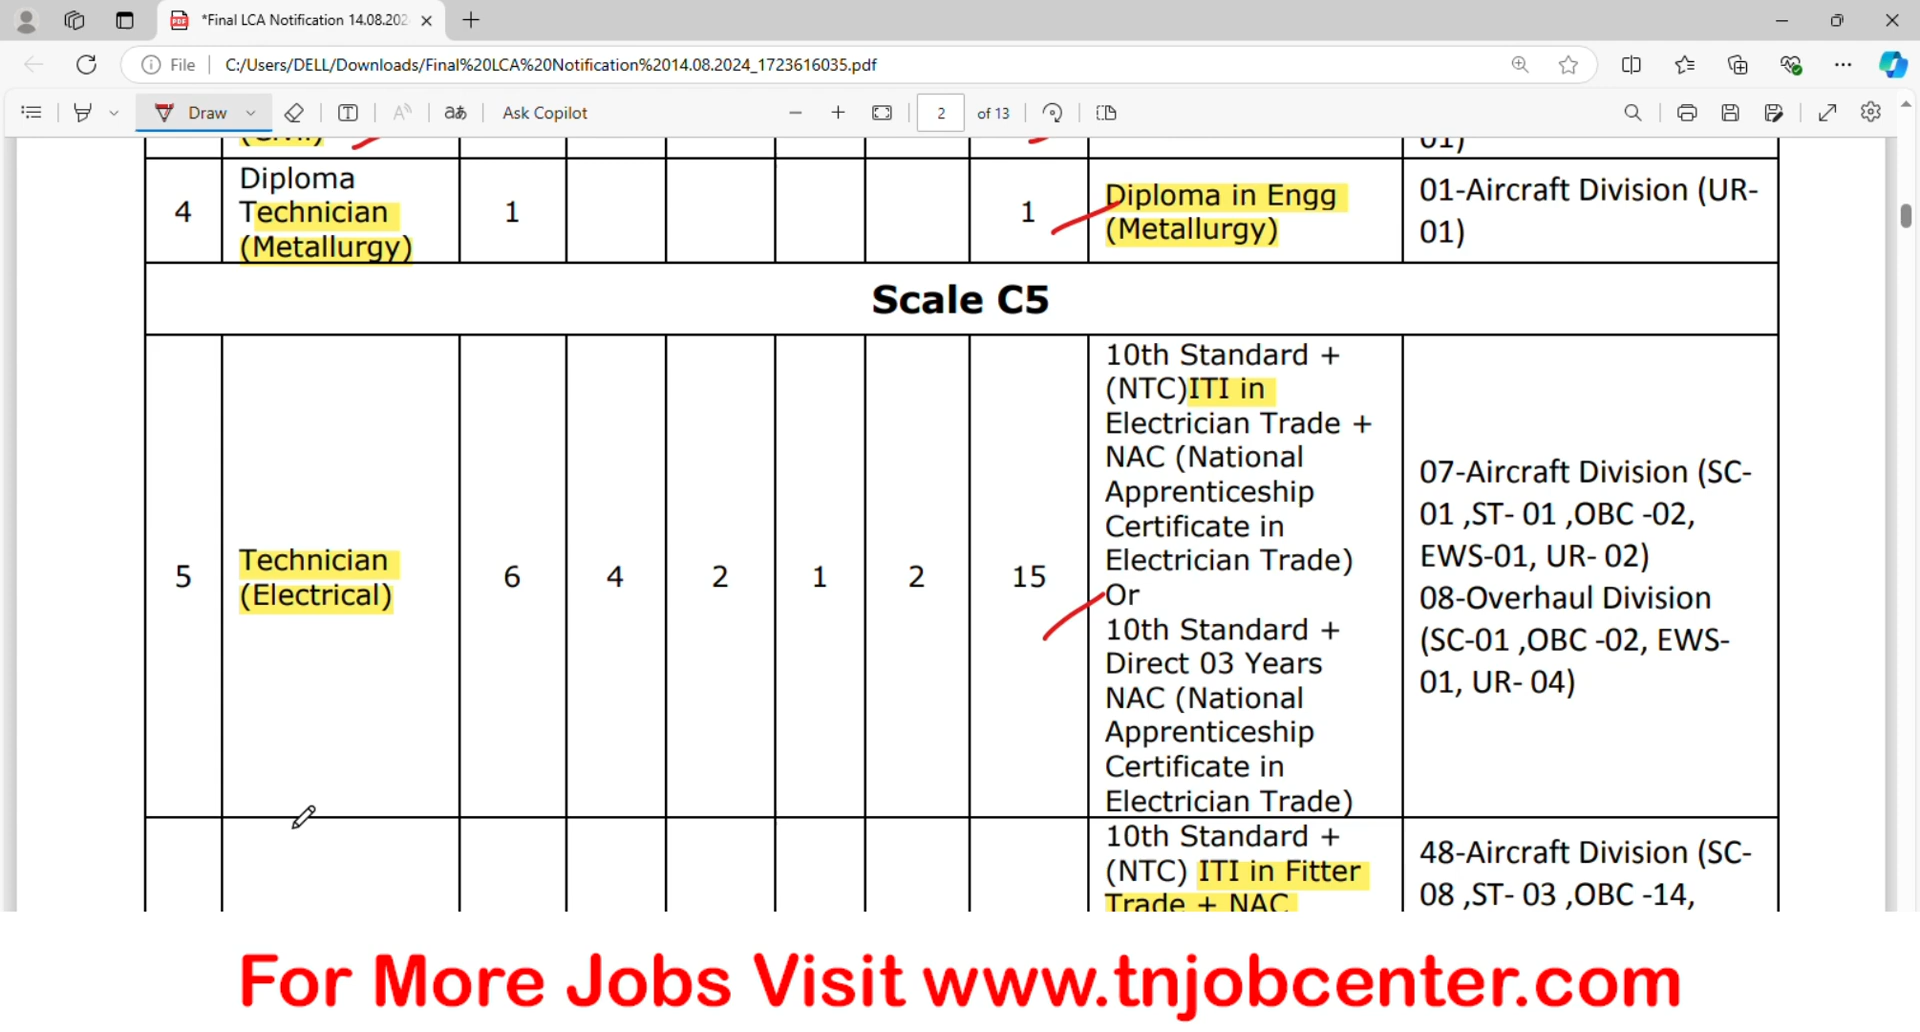 *Final LCA Notification 14.08.202
File
C:/Users/DELL/Downloads/Final%20LCA%20Notification%2014.08.2024_1723616035.pdf
Draw
Ask Copilot
2
of 13
(Civil)
01)
4
Diploma
Technician
(Metallurgy)
1
1
Diploma in Engg
(Metallurgy)
01-Aircraft Division (UR-
01)
Scale C5
5
Technician
(Electrical)
6
4
2
1
2
15
10th Standard +
(NTC)ITI in
Electrician Trade +
NAC (National
Apprenticeship
Certificate in
Electrician Trade)
Or
10th Standard +
Direct 03 Years
NAC (National
Apprenticeship
Certificate in
Electrician Trade)
07-Aircraft Division (SC-
01 ,ST- 01 ,OBC -02,
EWS-01, UR- 02)
08-Overhaul Division
(SC-01 ,OBC -02, EWS-
01, UR- 04)
10th Standard +
(NTC) ITI in Fitter
Trade + NAC
48-Aircraft Division (SC-
08 ,ST- 03 ,OBC -14,
For More Jobs Visit www.tnjobcenter.com